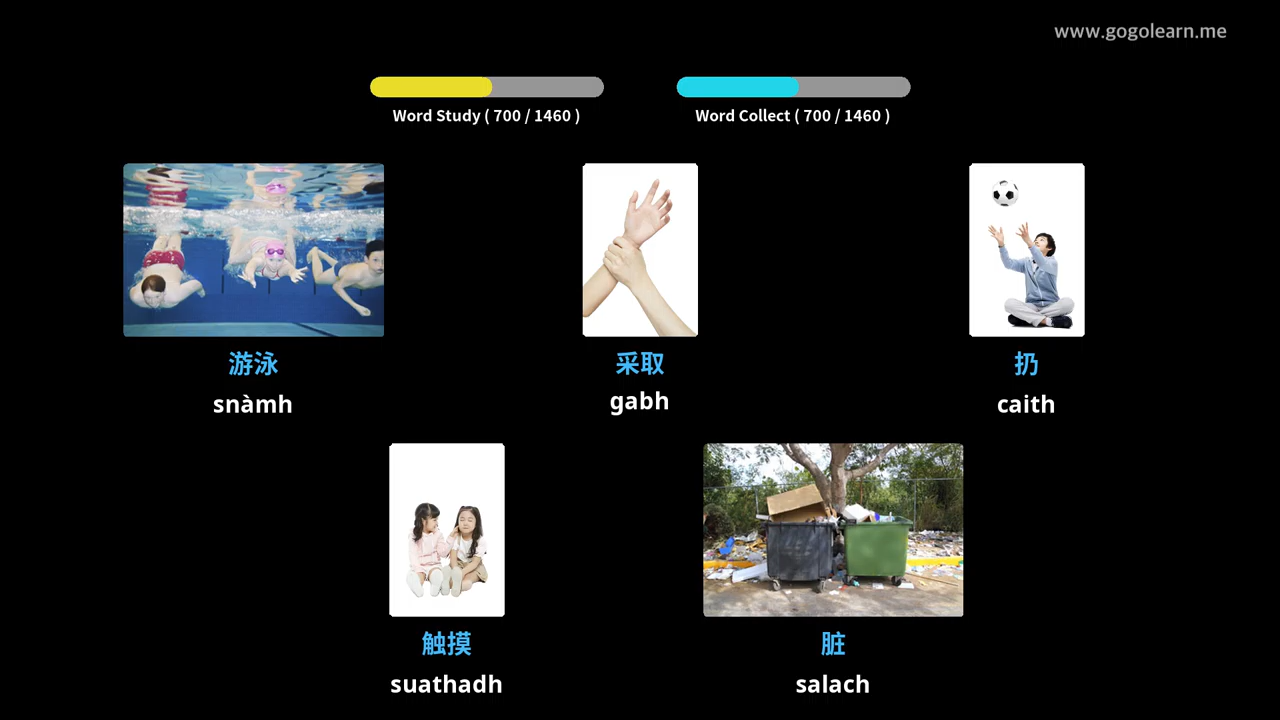 www.gogolearn.me
Word Study ( 700 / 1460 )
Word Collect ( 700 / 1460 )
游泳
snàmh
采取
gabh
扔
caith
触摸
suathadh
脏
salach